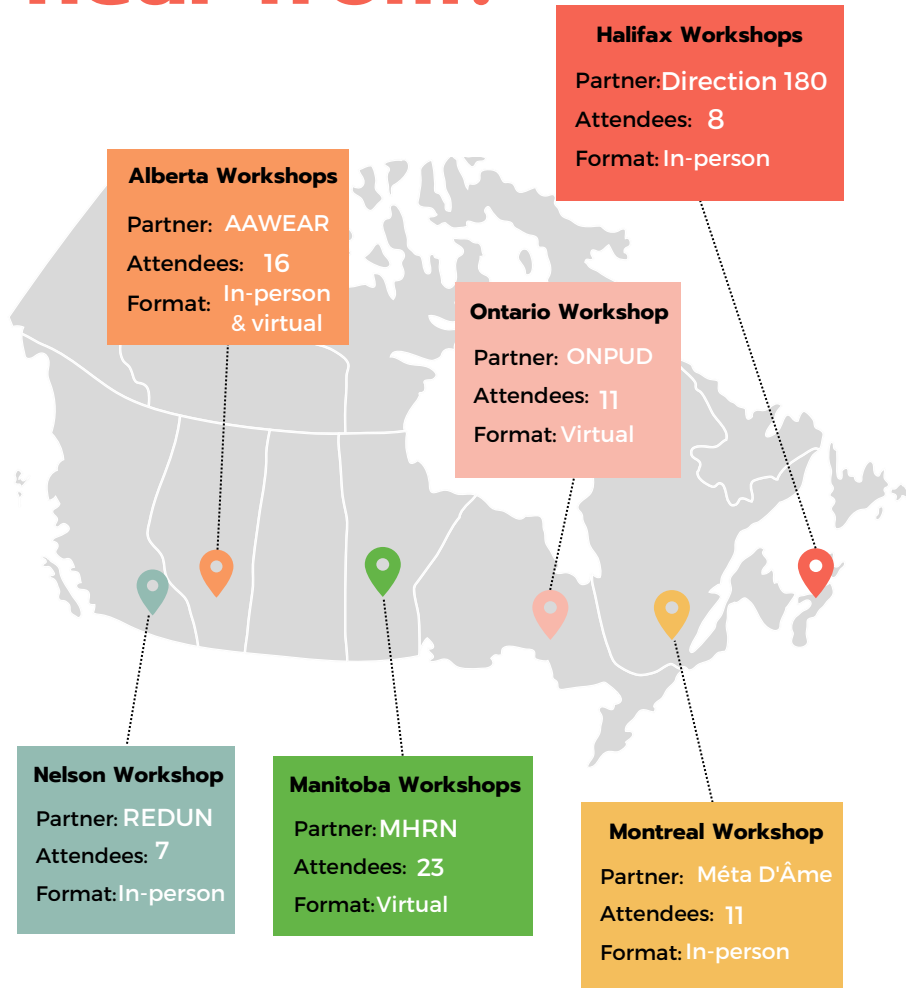 Halifax Workshops
Partner: Direction 180
Attendees: 8
Format: In-person
Alberta Workshops
Partner: AAWEAR
Attendees: 16
Format: In-person
& virtual
Ontario Workshop
Partner: ONPUD
Attendees: 11
Format: Virtual
Nelson Workshop
Partner: REDUN
Attendees: 7
Format: In-person
Manitoba Workshops
Partner: MHRN
Attendees: 23
Format: Virtual
Montreal Workshop
Partner: Méta D'Âme
Attendees: 11
Format: In-person